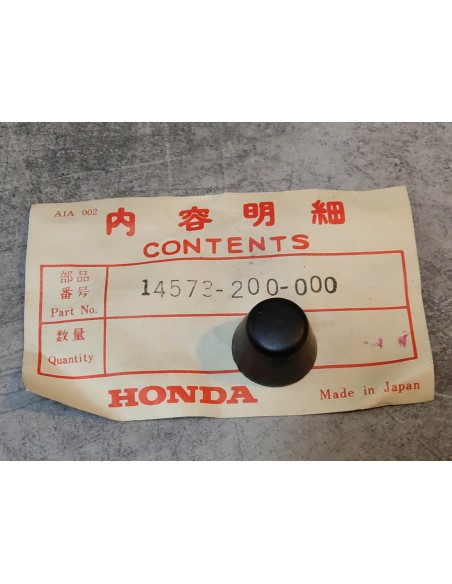 AIA 002
内容明細
CONTENTS
部品
番号
Part No.
14573-200-000
数量
Quantity
HONDA
Made in Japan